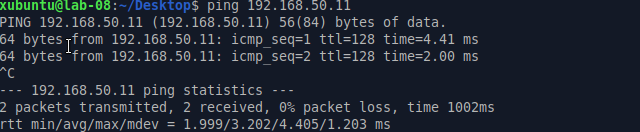 xubuntu@lab-08:~/Desktop$ ping 192.168.50.11
PING 192.168.50.11 (192.168.50.11) 56(84) bytes of data.
64 bytes from 192.168.50.11: icmp_seq=1 ttl=128 time=4.41 ms
64 bytes from 192.168.50.11: icmp_seq=2 ttl=128 time=2.00 ms
^C
--- 192.168.50.11 ping statistics ---
2 packets transmitted, 2 received, 0% packet loss, time 1002ms
rtt min/avg/max/mdev = 1.999/3.202/4.405/1.203 ms